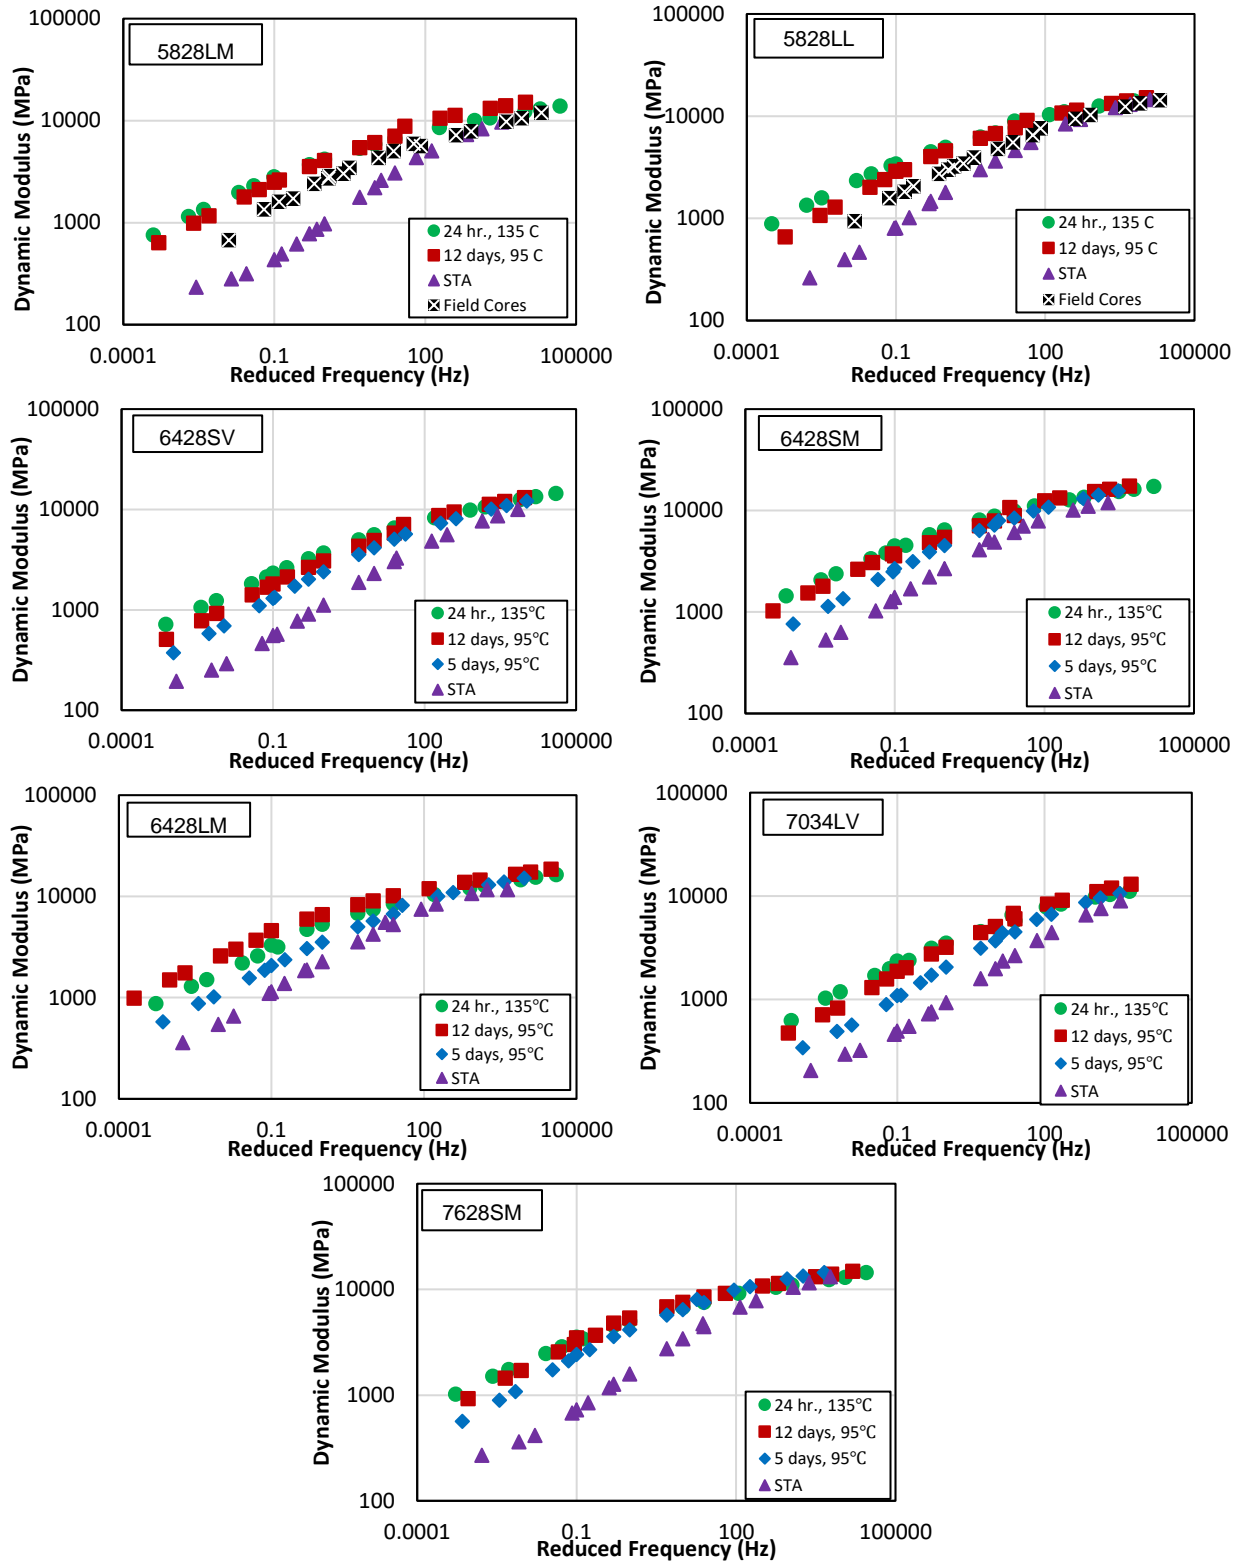 5828LM
Dynamic Modulus (MPa)
100000
10000
1000
100
0.0001
0.1
100
100000
Reduced Frequency (Hz)
24 hr., 135 C
12 days, 95 C
STA
Field Cores
5828LL
Dynamic Modulus (MPa)
100000
10000
1000
100
0.0001
0.1
100
100000
Reduced Frequency (Hz)
24 hr., 135 C
12 days, 95 C
STA
Field Cores
6428SV
Dynamic Modulus (MPa)
100000
10000
1000
100
0.0001
0.1
100
100000
Reduced Frequency (Hz)
24 hr., 135℃
12 days, 95℃
5 days, 95℃
STA
6428SM
Dynamic Modulus (MPa)
100000
10000
1000
100
0.0001
0.1
100
100000
Reduced Frequency (Hz)
24 hr., 135℃
12 days, 95℃
5 days, 95℃
STA
6428LM
Dynamic Modulus (MPa)
100000
10000
1000
100
0.0001
0.1
100
100000
Reduced Frequency (Hz)
24 hr., 135℃
12 days, 95℃
5 days, 95℃
STA
7034LV
Dynamic Modulus (MPa)
100000
10000
1000
100
0.0001
0.1
100
100000
Reduced Frequency (Hz)
24 hr., 135℃
12 days, 95℃
5 days, 95℃
STA
7628SM
Dynamic Modulus (MPa)
100000
10000
1000
100
0.0001
0.1
100
100000
Reduced Frequency (Hz)
24 hr., 135℃
12 days, 95℃
5 days, 95℃
STA